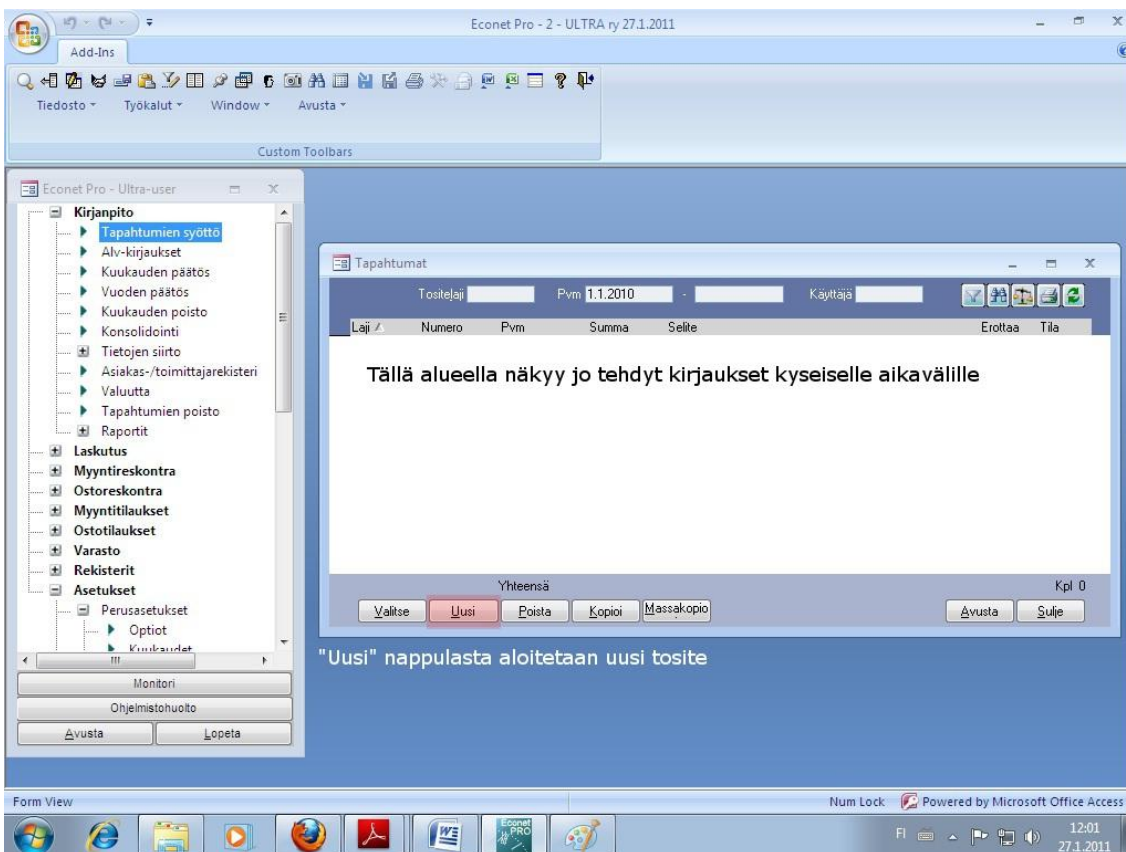 Econet Pro - 2 - ULTRA ry 27.1.2011
Add-Ins
Tiedosto Työkalut Window Avusta
Custom Toolbars
Econet Pro - Ultra-user
Kirjanpito
Tapahtumien syöttö
Alv-kirjaukset
Kuukauden päätös
Vuoden päätös
Kuukauden poisto
Konsolidointi
Tietojen siirto
Asiakas-/toimittajarekisteri
Valuutta
Tapahtumien poisto
Raportit
Laskutus
Myyntireskontra
Ostoreskontra
Myyntitilaukset
Ostotilaukset
Varasto
Rekisterit
Asetukset
Perusasetukset
Optiot
Kuukaudet
Monitori
Ohjelmistohuolto
Avusta Lopeta
Tapahtumat
Tositelaji Pvm 1.1.2010 - Käyttäjä
Laji Numero Pvm Summa Selite Erottaa Tila
Tällä alueella näkyy jo tehdyt kirjaukset kyseiselle aikavälille
Yhteensä Kpl 0
Valitse Uusi Poista Kopioi Massakopio Avusta Sulje
"Uusi" nappulasta aloitetaan uusi tosite
Form View Num Lock Powered by Microsoft Office Access
Econet PRO
FI 12:01
27.1.2011